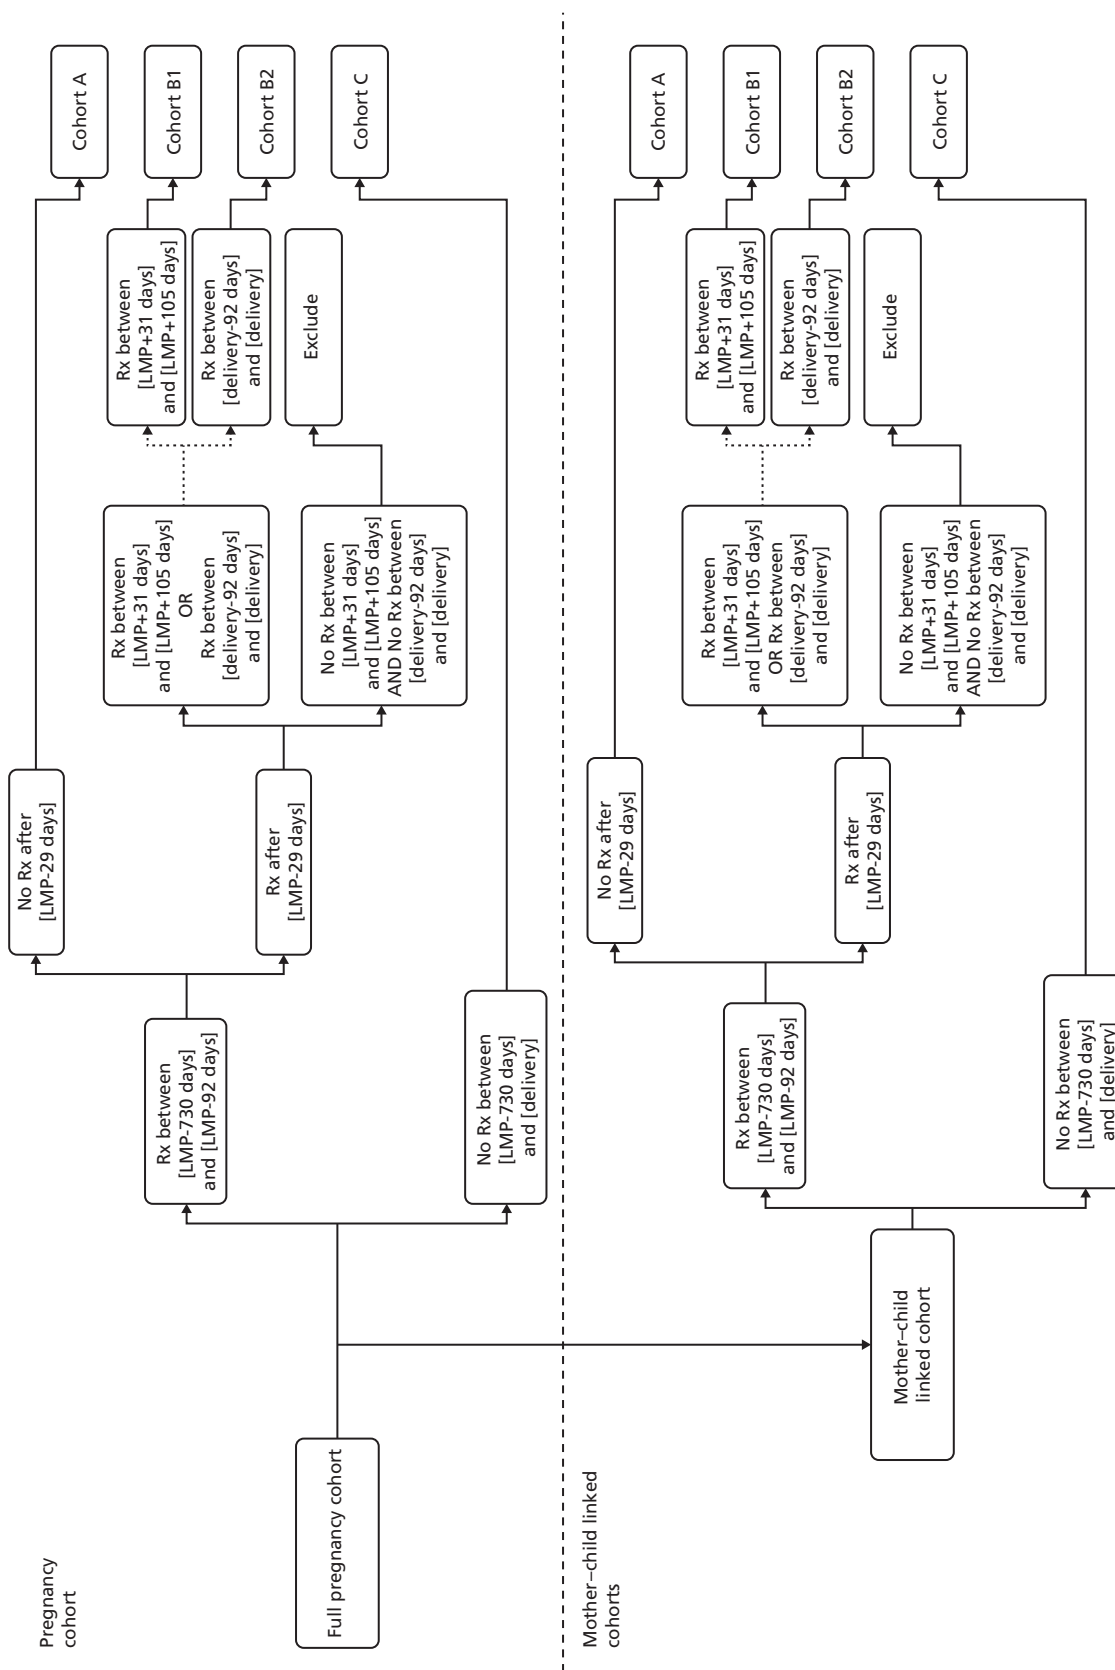 Pregnancy
cohort
Full pregnancy cohort
Rx between
[LMP-730 days]
and [LMP-92 days]
No Rx between
[LMP-730 days]
and [delivery]
No Rx after
[LMP-29 days]
Rx after
[LMP-29 days]
Rx between
[LMP+31 days]
and [LMP+105 days]
OR
Rx between
[delivery-92 days]
and [delivery]
No Rx between
[LMP+31 days]
and [LMP+105 days]
AND No Rx between
[delivery-92 days]
and [delivery]
Rx between
[LMP+31 days]
and [LMP+105 days]
Rx between
[delivery-92 days]
and [delivery]
Exclude
Cohort A
Cohort B1
Cohort B2
Cohort C
Mother–child linked
cohorts
Mother–child
linked cohort
Rx between
[LMP-730 days]
and [LMP-92 days]
No Rx between
[LMP-730 days]
and [delivery]
No Rx after
[LMP-29 days]
Rx after
[LMP-29 days]
Rx between
[LMP+31 days]
and [LMP+105 days]
OR Rx between
[delivery-92 days]
and [delivery]
No Rx between
[LMP+31 days]
and [LMP+105 days]
AND No Rx between
[delivery-92 days]
and [delivery]
Rx between
[LMP+31 days]
and [LMP+105 days]
Rx between
[delivery-92 days]
and [delivery]
Exclude
Cohort A
Cohort B1
Cohort B2
Cohort C